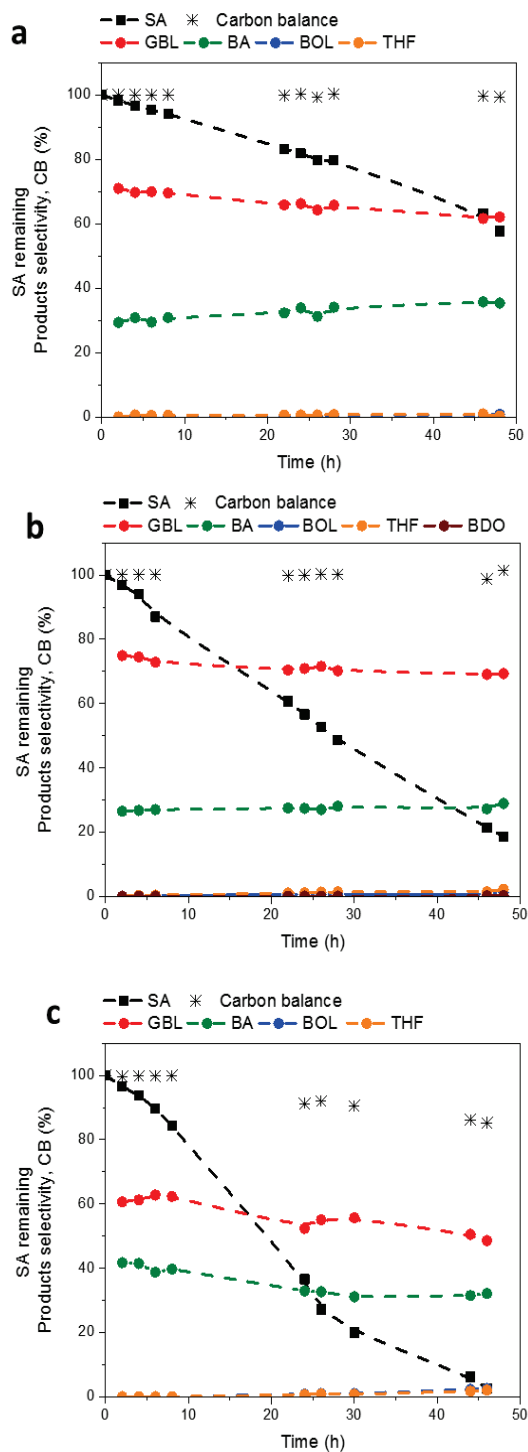 a
SA Carbon balance
GBL BA BOL THF
100
80
60
40
20
0
SA remaining
Products selectivity, CB (%)
0 10 20 30 40 50
Time (h)
b
SA Carbon balance
GBL BA BOL THF BDO
100
80
60
40
20
0
SA remaining
Products selectivity, CB (%)
0 10 20 30 40 50
Time (h)
c
SA Carbon balance
GBL BA BOL THF
100
80
60
40
20
0
SA remaining
Products selectivity, CB (%)
0 10 20 30 40 50
Time (h)